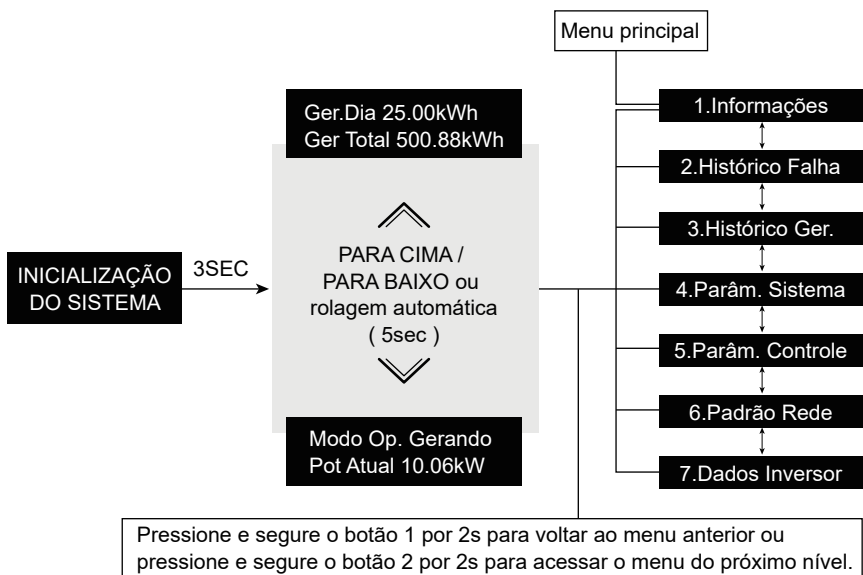 Menu principal
Ger.Dia 25.00kWh
Ger Total 500.88kWh
INICIALIZAÇÃO
DO SISTEMA
3SEC
PARA CIMA /
PARA BAIXO ou
rolagem automática
( 5sec )
Modo Op. Gerando
Pot Atual 10.06kW
1.Informações
2.Histórico Falha
3.Histórico Ger.
4.Parâm. Sistema
5.Parâm. Controle
6.Padrão Rede
7.Dados Inversor
Pressione e segure o botão 1 por 2s para voltar ao menu anterior ou
pressione e segure o botão 2 por 2s para acessar o menu do próximo nível.